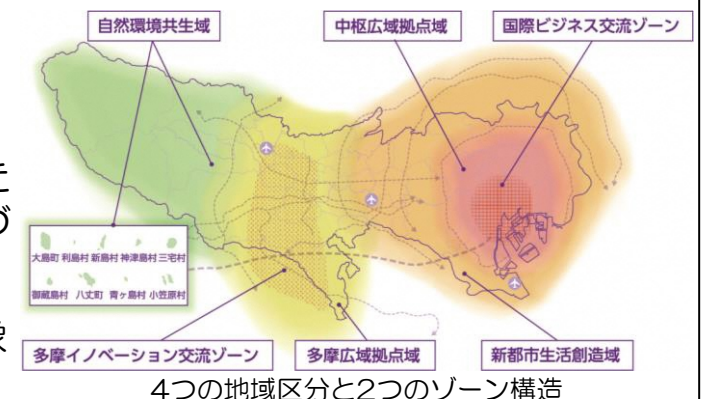 自然環境共生域
中枢広域拠点域
国際ビジネス交流ゾーン
に
づ
大島町 利島村 新島村 神津島村 三宅村
御蔵島村 八丈町 青ヶ島村 小笠原村
象
多摩イノベーション交流ゾーン
多摩広域拠点域
新都市生活創造域
4つの地域区分と2つのゾーン構造